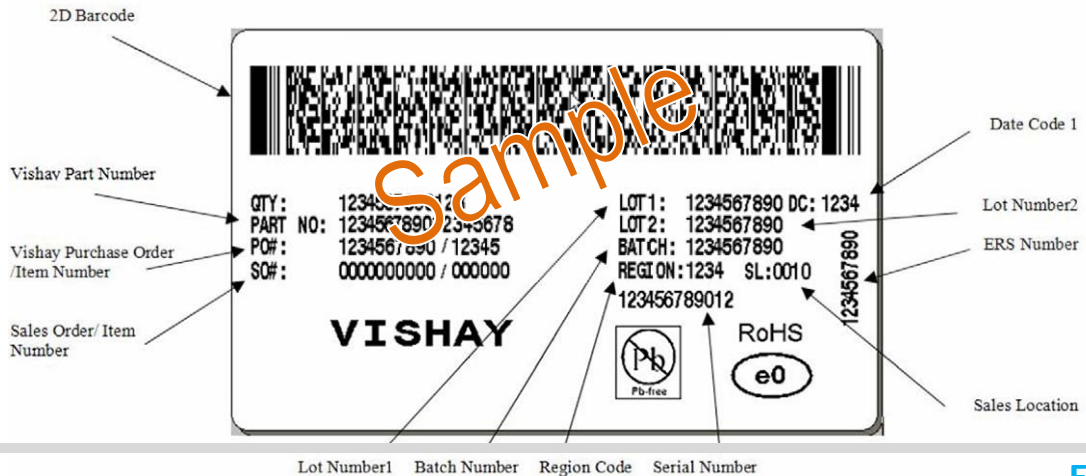 2D Barcode
Sample
Date Code 1
Vishay Part Number
QTY:
PART NO: 123456789012345678
PO#: 1234567890 / 12345
SO#: 0000000000 / 000000
LOT1: 1234567890 DC: 1234
LOT2: 1234567890
BATCH: 1234567890
REGION:1234 SL:0010
123456789012
1234567890
Lot Number2
ERS Number
Vishay Purchase Order
/Item Number
Sales Order/ Item
Number
VISHAY
Pb
Pb-free
RoHS
e0
Sales Location
Lot Number1 Batch Number Region Code Serial Number